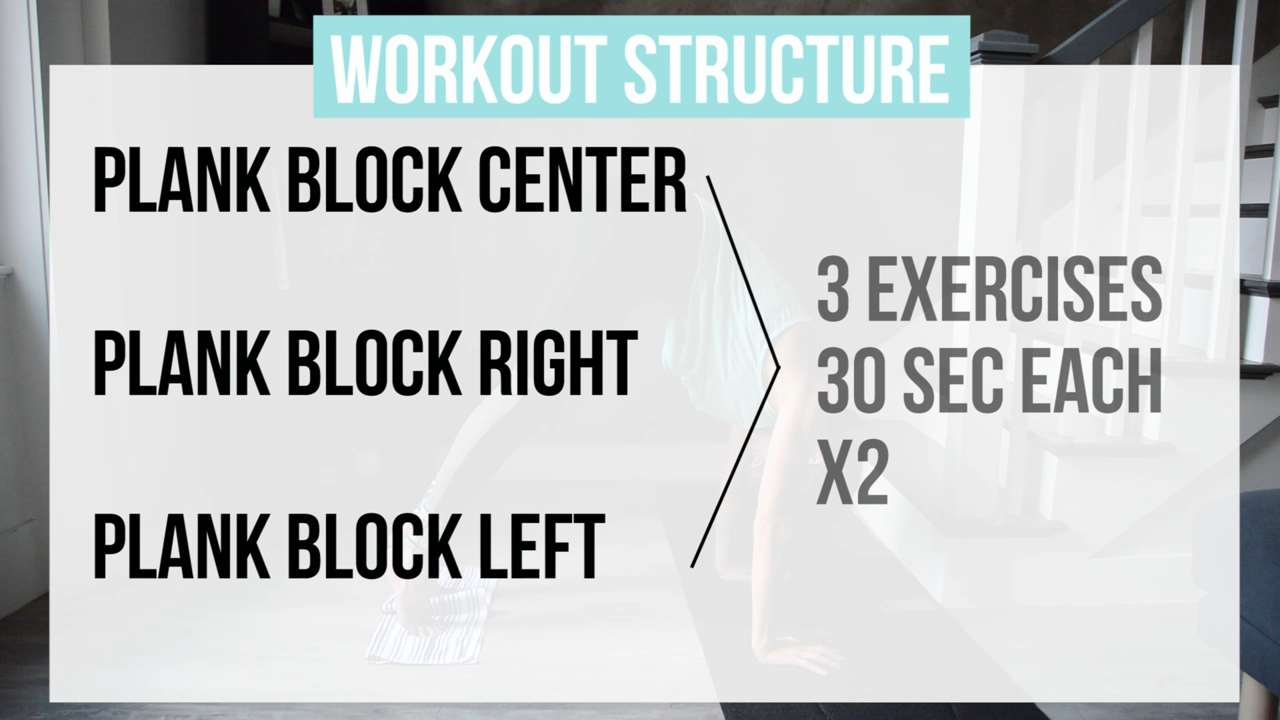 WORKOUT STRUCTURE
PLANK BLOCK CENTER
PLANK BLOCK RIGHT
PLANK BLOCK LEFT
3 EXERCISES
30 SEC EACH
X2